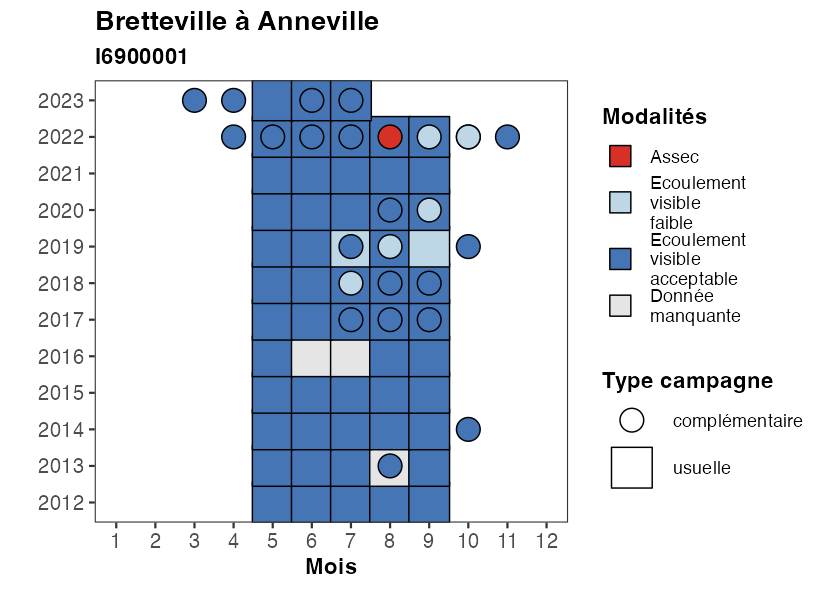 Bretteville à Anneville
I6900001
2023
2022
2021
2020
2019
2018
2017
2016
2015
2014
2013
2012
1 2 3 4 5 6 7 8 9 10 11 12
Mois
Modalités
Assec
Ecoulement
visible
faible
Ecoulement
visible
acceptable
Donnée
manquante
Type campagne
complémentaire
usuelle